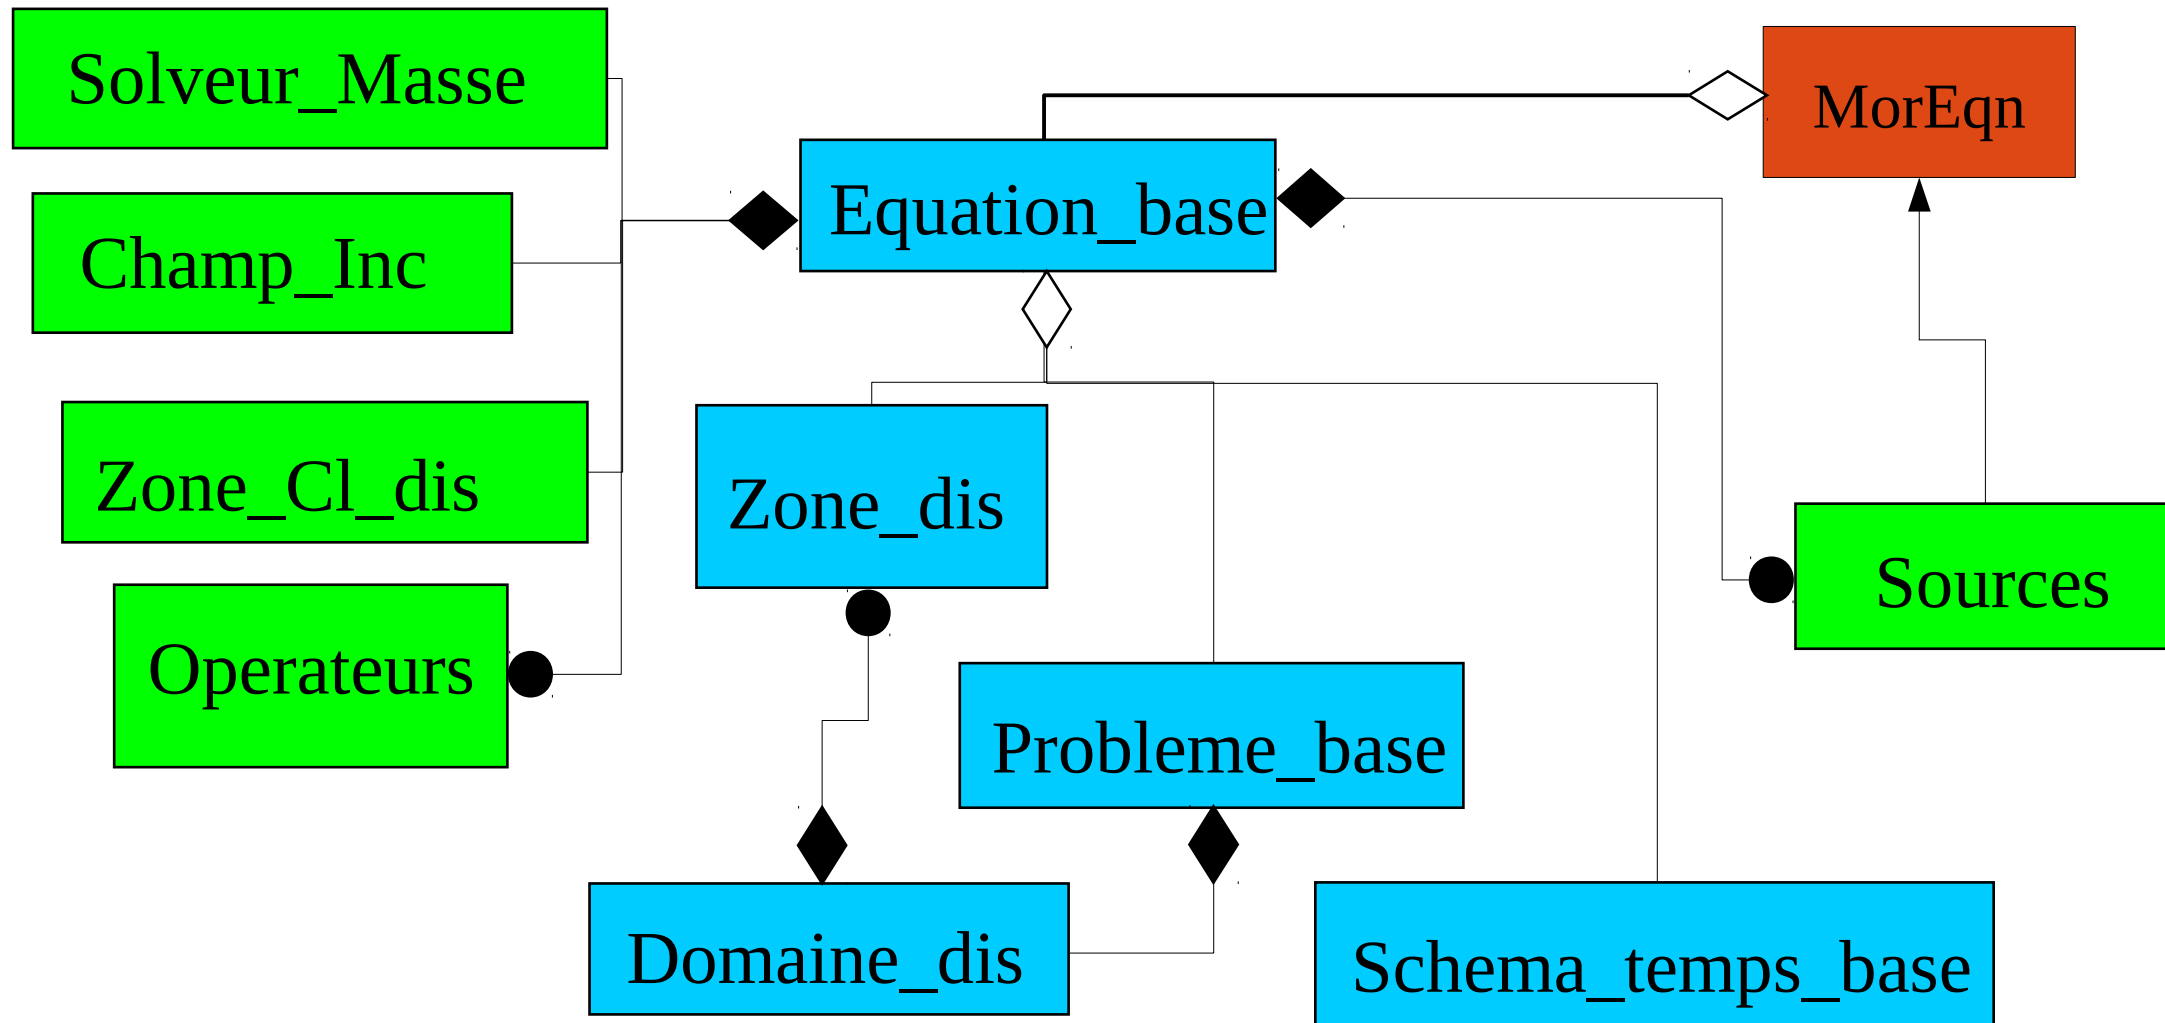 Solveur_Masse
MorEqn
Equation_base
Champ_Inc
Zone_Cl_dis
Zone_dis
Sources
Operateurs
Probleme_base
Domaine_dis
Schema_temps_base